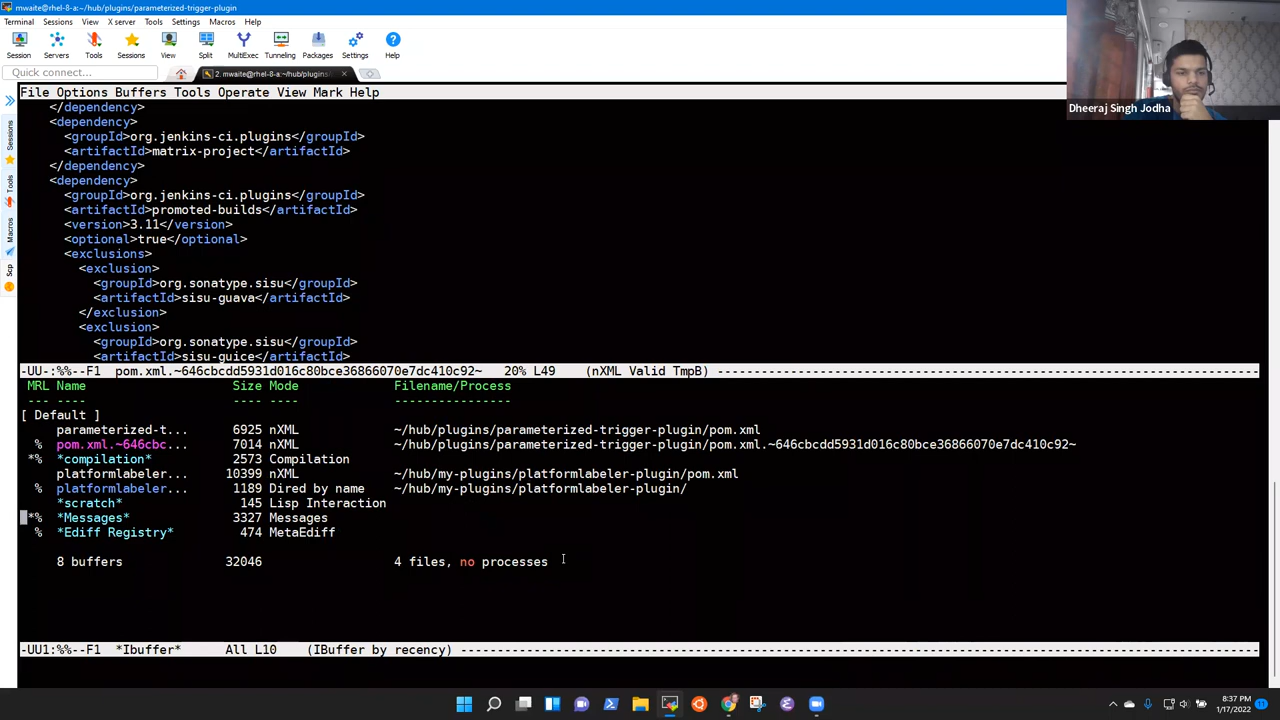 mwaite@rhel-8-a:~/hub/plugins/parameterized-trigger-plugin
Terminal Sessions View X server Tools Settings Macros Help
Session Servers Tools Sessions View Split MultiExec Tunneling Packages Settings Help
Quick connect...
2. mwaite@rhel-8-a:~/hub/plugins/
File Options Buffers Tools Operate View Mark Help
</dependency>
<dependency>
<groupId>org.jenkins-ci.plugins</groupId>
<artifactId>matrix-project</artifactId>
</dependency>
<dependency>
<groupId>org.jenkins-ci.plugins</groupId>
<artifactId>promoted-builds</artifactId>
<version>3.11</version>
<optional>true</optional>
<exclusions>
<exclusion>
<groupId>org.sonatype.sisu</groupId>
<artifactId>sisu-guava</artifactId>
</exclusion>
<exclusion>
<groupId>org.sonatype.sisu</groupId>
<artifactId>sisu-guice</artifactId>
-UU-:%%--F1 pom.xml.~646cbcdd5931d016c80bce36866070e7dc410c92~ 20% L49 (nXML Valid TmpB) ----------
MRL Name Size Mode Filename/Process
--- ---- ---- ---- ----------------
[ Default ]
parameterized-t... 6925 nXML ~/hub/plugins/parameterized-trigger-plugin/pom.xml
% pom.xml.~646cbc... 7014 nXML ~/hub/plugins/parameterized-trigger-plugin/pom.xml.~646cbcdd5931d016c80bce36866070e7dc410c92~
*% *compilation* 2573 Compilation
platformlabeler... 10399 nXML ~/hub/my-plugins/platformlabeler-plugin/pom.xml
% platformlabeler... 1189 Dired by name ~/hub/my-plugins/platformlabeler-plugin/
*scratch* 145 Lisp Interaction
*% *Messages* 3327 Messages
% *Ediff Registry* 474 MetaEdiff
8 buffers 32046 4 files, no processes
-UU1:%%--F1 *Ibuffer* All L10 (IBuffer by recency) ----------
Sessions
Tools
Macros
Scp
Dheeraj Singh Jodha
8:37 PM
1/17/2022